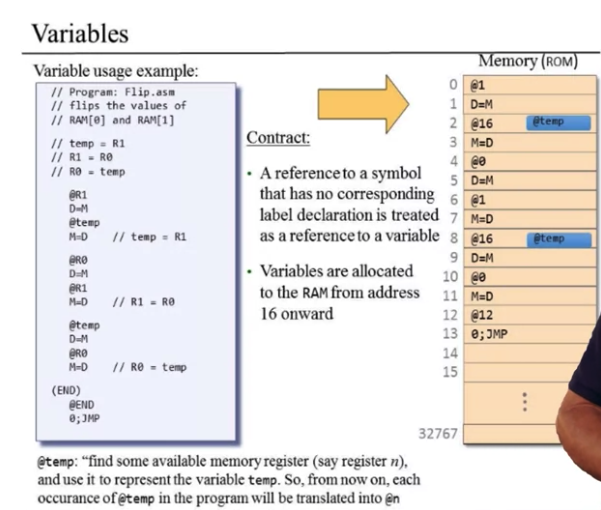 Variables
Variable usage example:
// Program: Flip.asm
// flips the values of
// RAM[0] and RAM[1]
// temp = R1
// R1 = R0
// R0 = temp
@R1
D=M
@temp
M=D // temp = R1
@R0
D=M
@R1
M=D // R1 = R0
@temp
D=M
@R0
M=D // R0 = temp
(END)
@END
0;JMP
@temp: "find some available memory register (say register n),
and use it to represent the variable temp. So, from now on, each
occurance of @temp in the program will be translated into @n
Contract:
• A reference to a symbol
that has no corresponding
label declaration is treated
as a reference to a variable
• Variables are allocated
to the RAM from address
16 onward
Memory (ROM)
0 @1
1 D=M
2 @16 @temp
3 M=D
4 @0
5 D=M
6 @1
7 M=D
8 @16 @temp
9 D=M
10 @0
11 M=D
12 @12
13 0;JMP
14
15
32767